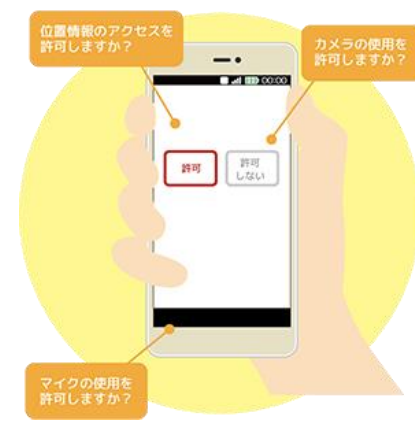 位置情報のアクセスを
許可しますか？
カメラの使用を
許可しますか？
00:00
許可
許可
しない
マイクの使用を
許可しますか？